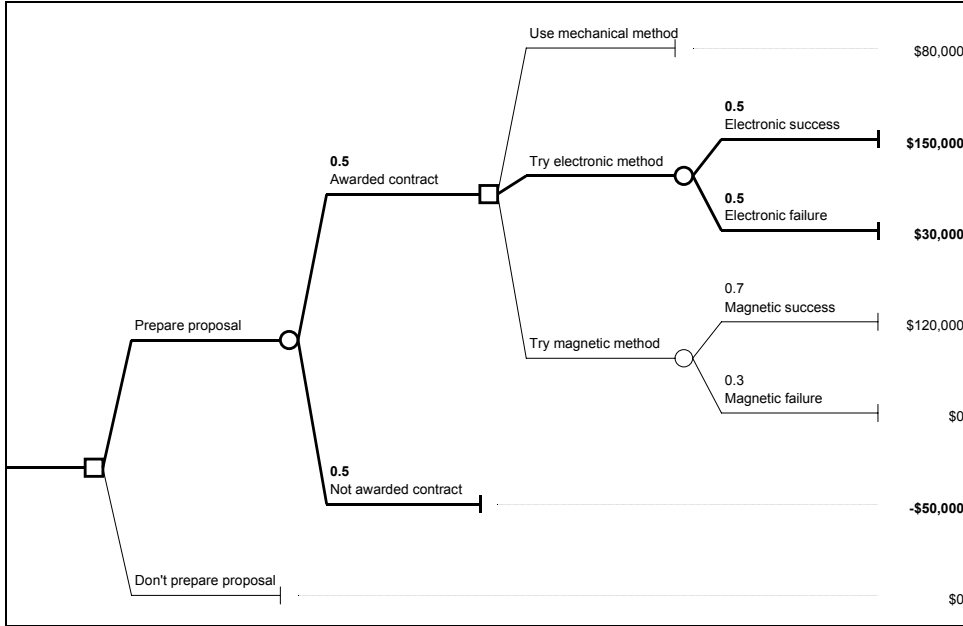 Use mechanical method
$80,000
0.5
Electronic success
$150,000
0.5
Awarded contract
Try electronic method
0.5
Electronic failure
$30,000
0.7
Magnetic success
$120,000
Prepare proposal
Try magnetic method
0.3
Magnetic failure
$0
0.5
Not awarded contract
-$50,000
Don't prepare proposal
$0